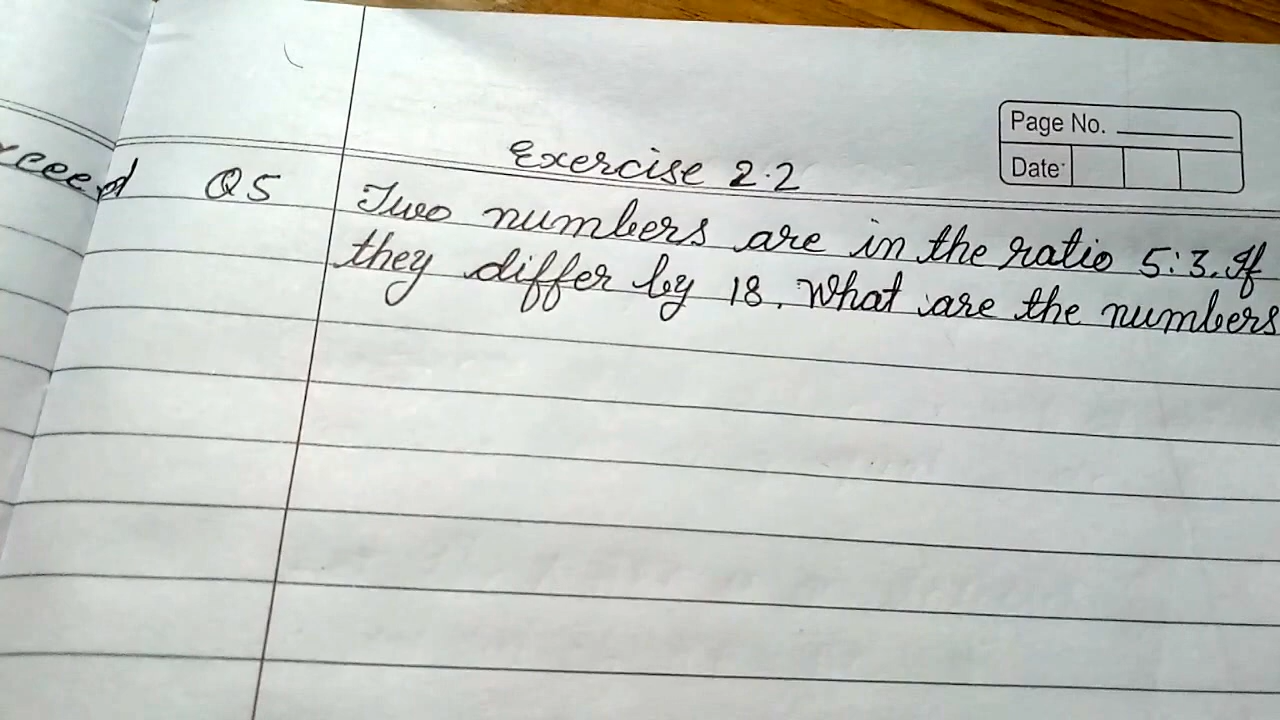 Page No.
Date:
Exercise 2.2
Q5 Two numbers are in the ratio 5:3. If
they differ by 18. What are the numbers